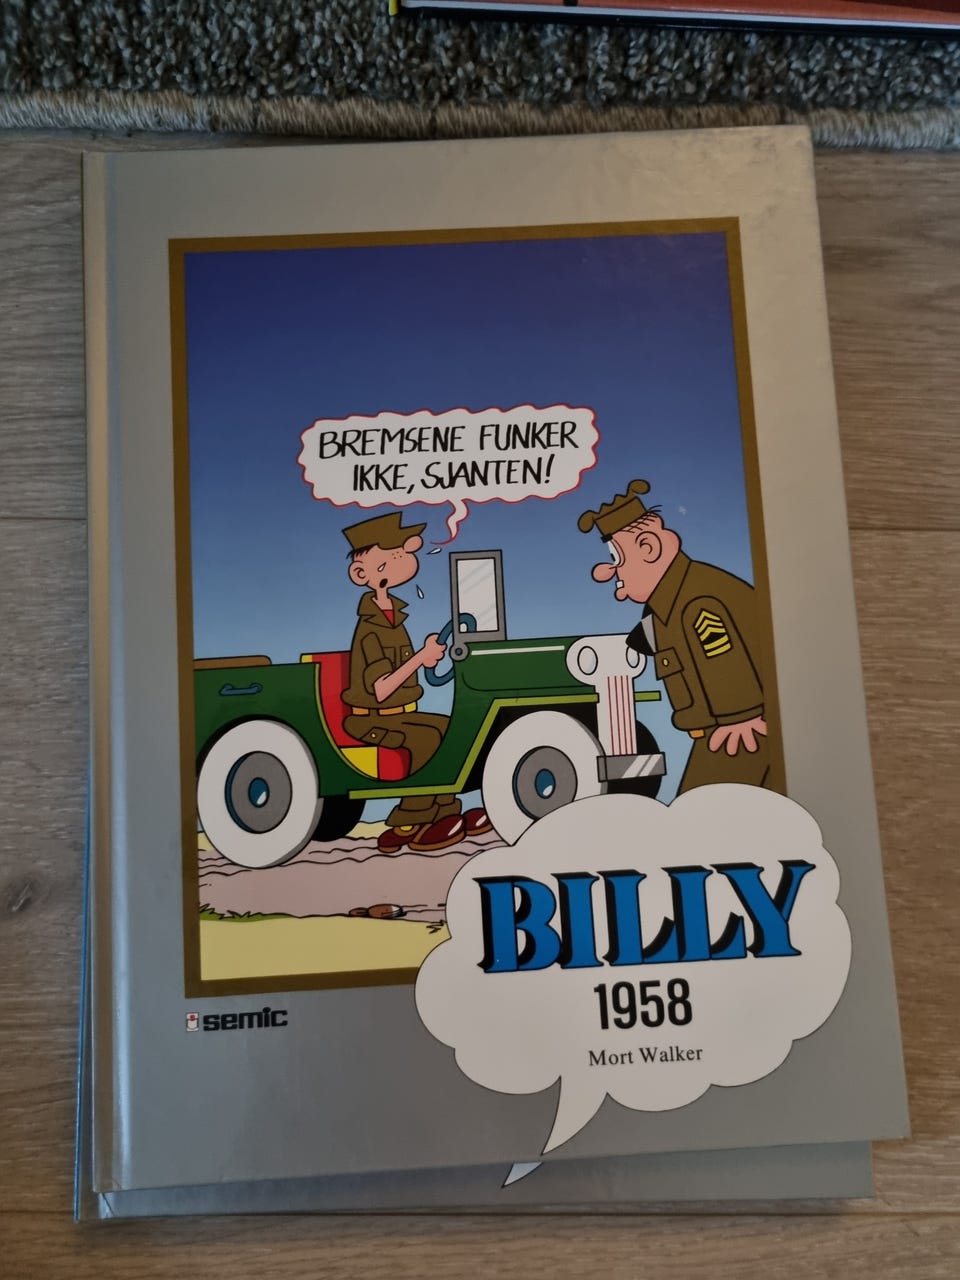 BREMSENE FUNKER
IKKE, SJANTEN!
BILLY
1958
Mort Walker
semic